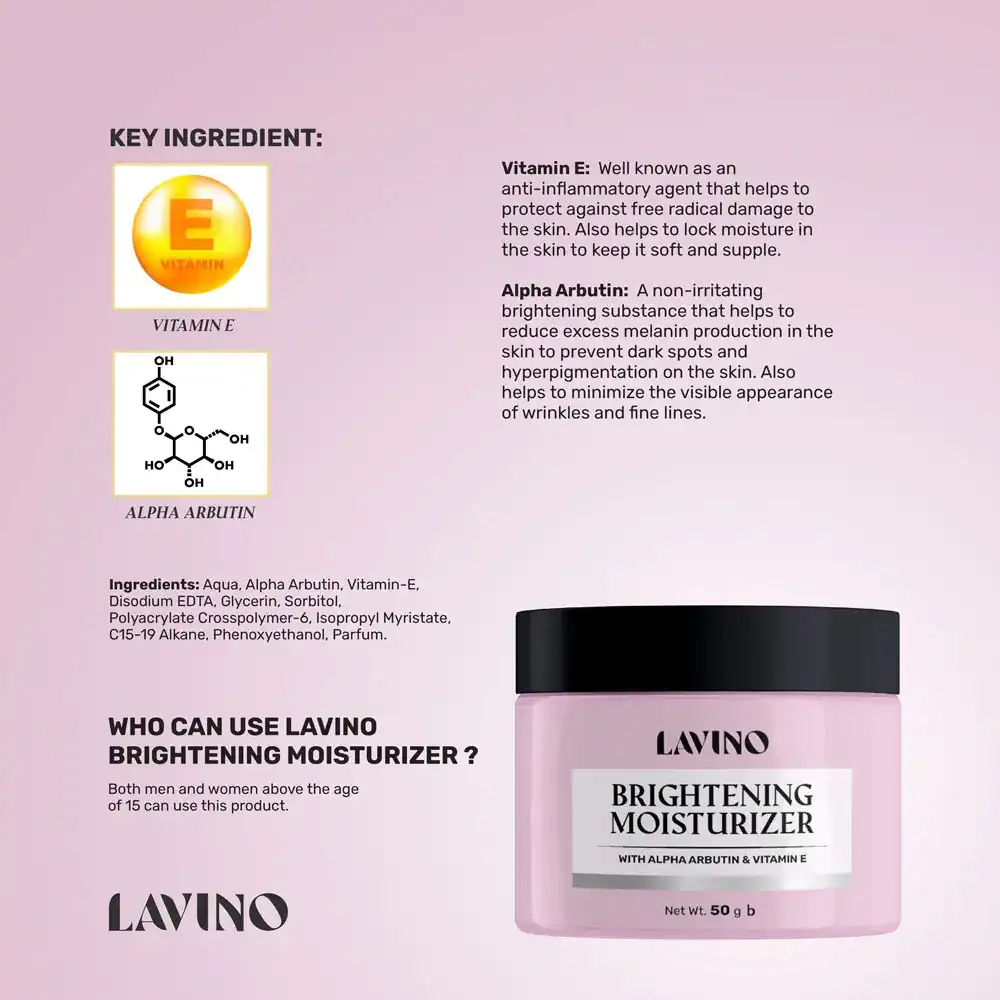 KEY INGREDIENT:
E
VITAMIN
VITAMIN E
OH
O
O
OH
HO
OH
OH
ALPHA ARBUTIN
Vitamin E: Well known as an
anti-inflammatory agent that helps to
protect against free radical damage to
the skin. Also helps to lock moisture in
the skin to keep it soft and supple.
Alpha Arbutin: A non-irritating
brightening substance that helps to
reduce excess melanin production in the
skin to prevent dark spots and
hyperpigmentation on the skin. Also
helps to minimize the visible appearance
of wrinkles and fine lines.
Ingredients: Aqua, Alpha Arbutin, Vitamin-E,
Disodium EDTA, Glycerin, Sorbitol,
Polyacrylate Crosspolymer-6, Isopropyl Myristate,
C15-19 Alkane, Phenoxyethanol, Parfum.
WHO CAN USE LAVINO
BRIGHTENING MOISTURIZER ?
Both men and women above the age
of 15 can use this product.
LAVINO
LAVINO
BRIGHTENING
MOISTURIZER
WITH ALPHA ARBUTIN & VITAMIN E
Net Wt. 50 g b